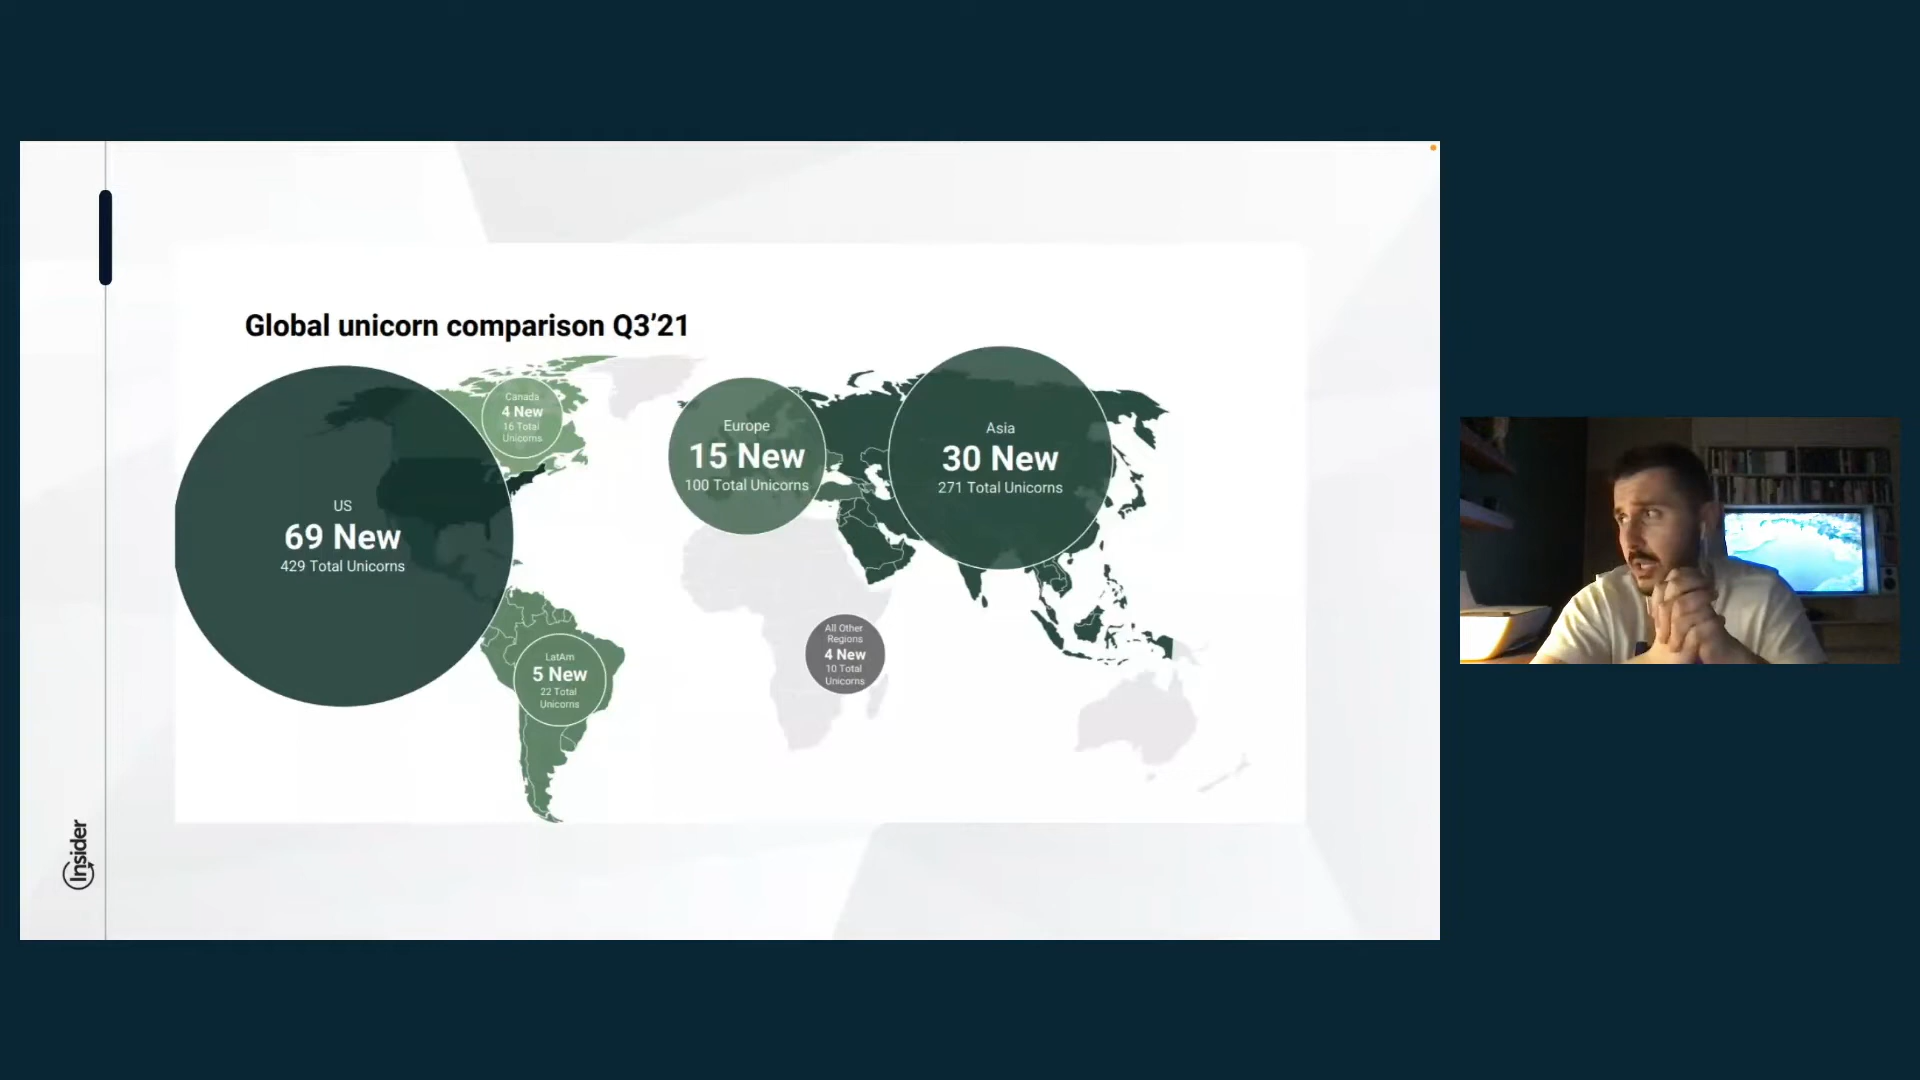 Global unicorn comparison Q3’21
US
69 New
429 Total Unicorns
Canada
4 New
16 Total
Unicorns
LatAm
5 New
22 Total
Unicorns
Europe
15 New
100 Total Unicorns
Asia
30 New
271 Total Unicorns
All Other
Regions
4 New
10 Total
Unicorns
Insider